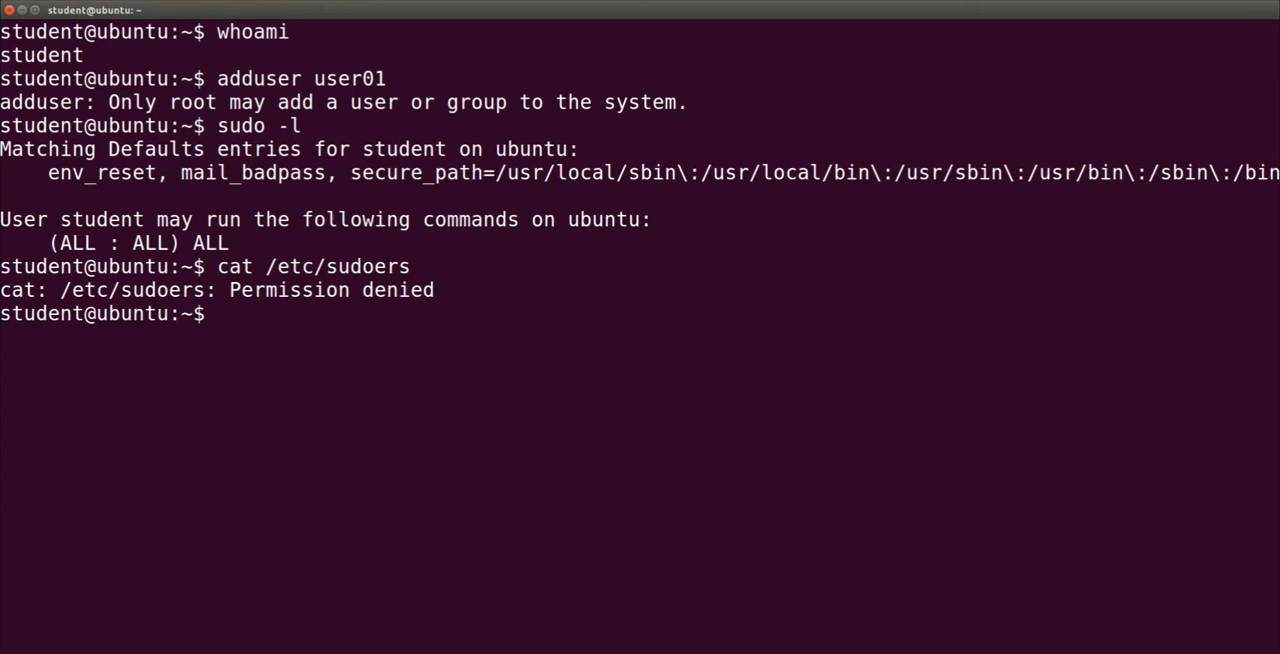 student@ubuntu: ~
student@ubuntu:~$ whoami
student
student@ubuntu:~$ adduser user01
adduser: Only root may add a user or group to the system.
student@ubuntu:~$ sudo -l
Matching Defaults entries for student on ubuntu:
    env_reset, mail_badpass, secure_path=/usr/local/sbin\:/usr/local/bin\:/usr/sbin\:/usr/bin\:/sbin\:/bin

User student may run the following commands on ubuntu:
    (ALL : ALL) ALL
student@ubuntu:~$ cat /etc/sudoers
cat: /etc/sudoers: Permission denied
student@ubuntu:~$